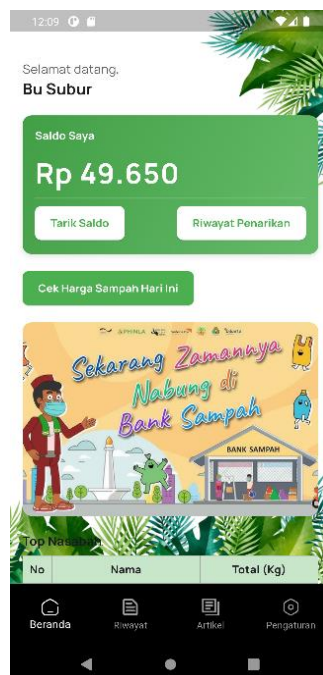 12:09
Selamat datang,
Bu Subur
Saldo Saya
Rp 49.650
Tarik Saldo
Riwayat Penarikan
Cek Harga Sampah Hari Ini
Sekarang Zamannya
Nabung di
Bank Sampah
BANK SAMPAH
Top Nasabah
No
Nama
Total (Kg)
Beranda
Riwayat
Artikel
Pengaturan